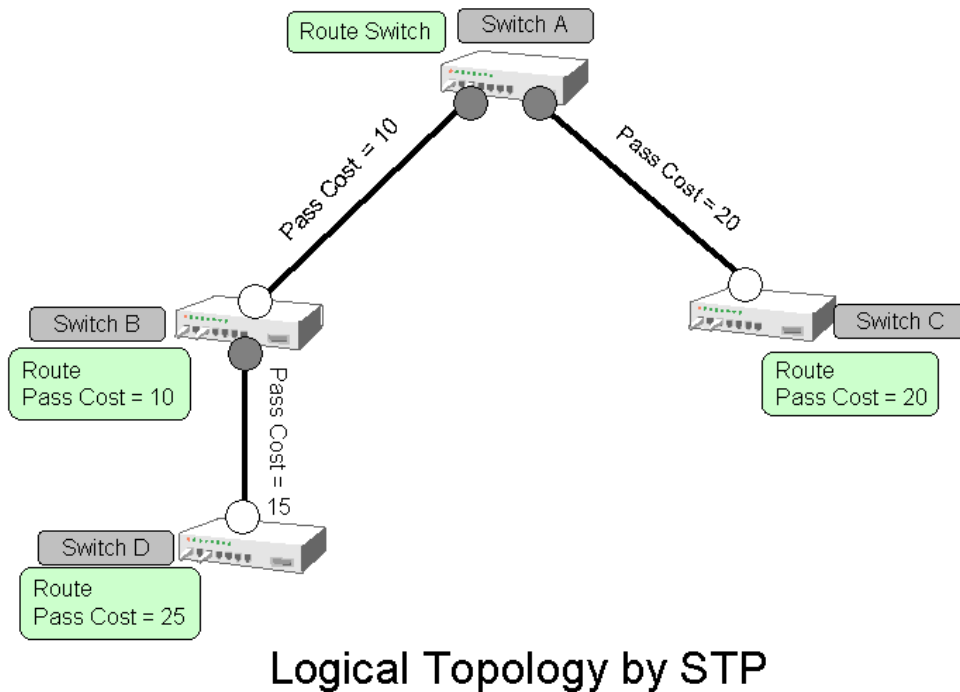 Route Switch
Switch A
Pass Cost = 10
Pass Cost = 20
Switch B
Route
Pass Cost = 10
Switch C
Route
Pass Cost = 20
Pass Cost =
15
Switch D
Route
Pass Cost = 25
Logical Topology by STP